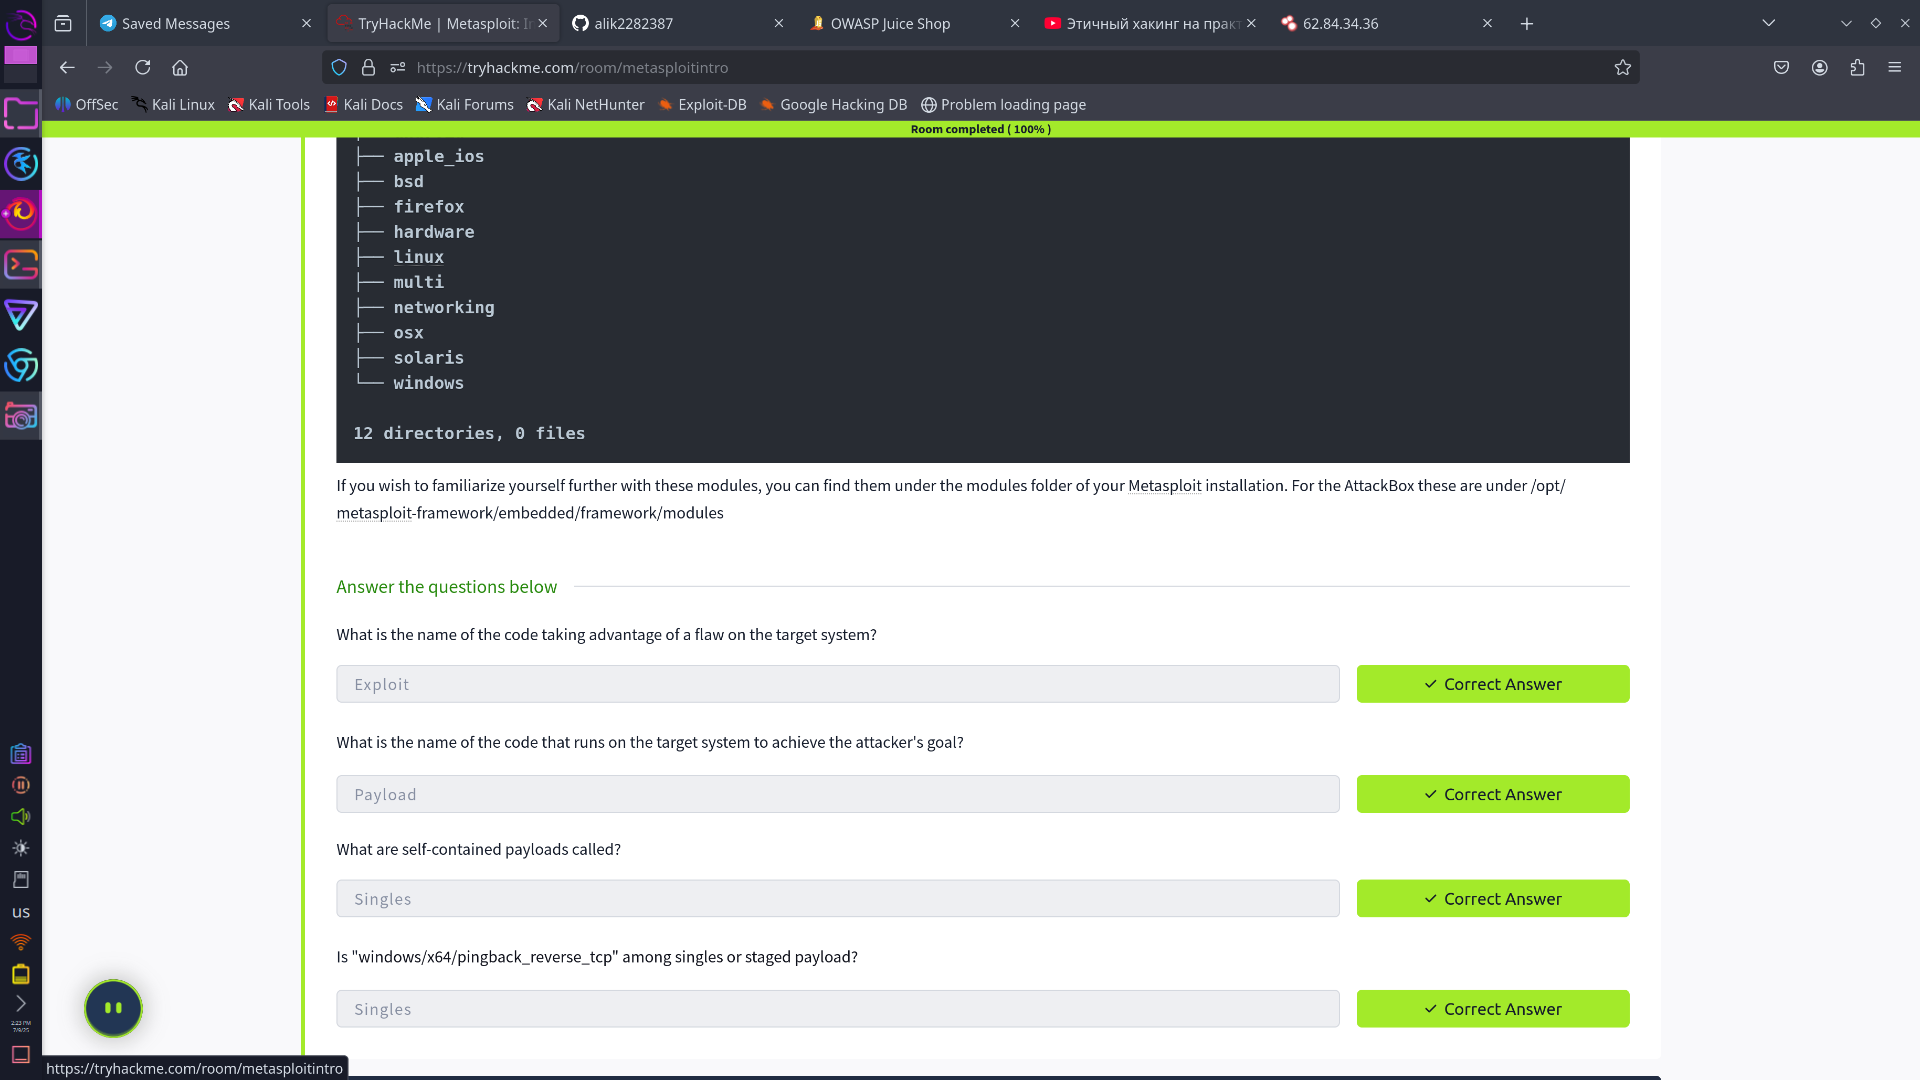 Saved Messages
TryHackMe | Metasploit: I
alik2282387
OWASP Juice Shop
Этичный хакинг на практ
62.84.34.36
https://tryhackme.com/room/metasploitintro
OffSec
Kali Linux
Kali Tools
Kali Docs
Kali Forums
Kali NetHunter
Exploit-DB
Google Hacking DB
Problem loading page
Room completed ( 100% )
├── apple_ios
├── bsd
├── firefox
├── hardware
├── linux
├── multi
├── networking
├── osx
├── solaris
└── windows
12 directories, 0 files
If you wish to familiarize yourself further with these modules, you can find them under the modules folder of your Metasploit installation. For the AttackBox these are under /opt/
metasploit-framework/embedded/framework/modules
Answer the questions below
What is the name of the code taking advantage of a flaw on the target system?
Exploit
✓ Correct Answer
What is the name of the code that runs on the target system to achieve the attacker's goal?
Payload
✓ Correct Answer
What are self-contained payloads called?
Singles
✓ Correct Answer
Is "windows/x64/pingback_reverse_tcp" among singles or staged payload?
Singles
✓ Correct Answer
us
2:23 PM
7/9/25
https://tryhackme.com/room/metasploitintro